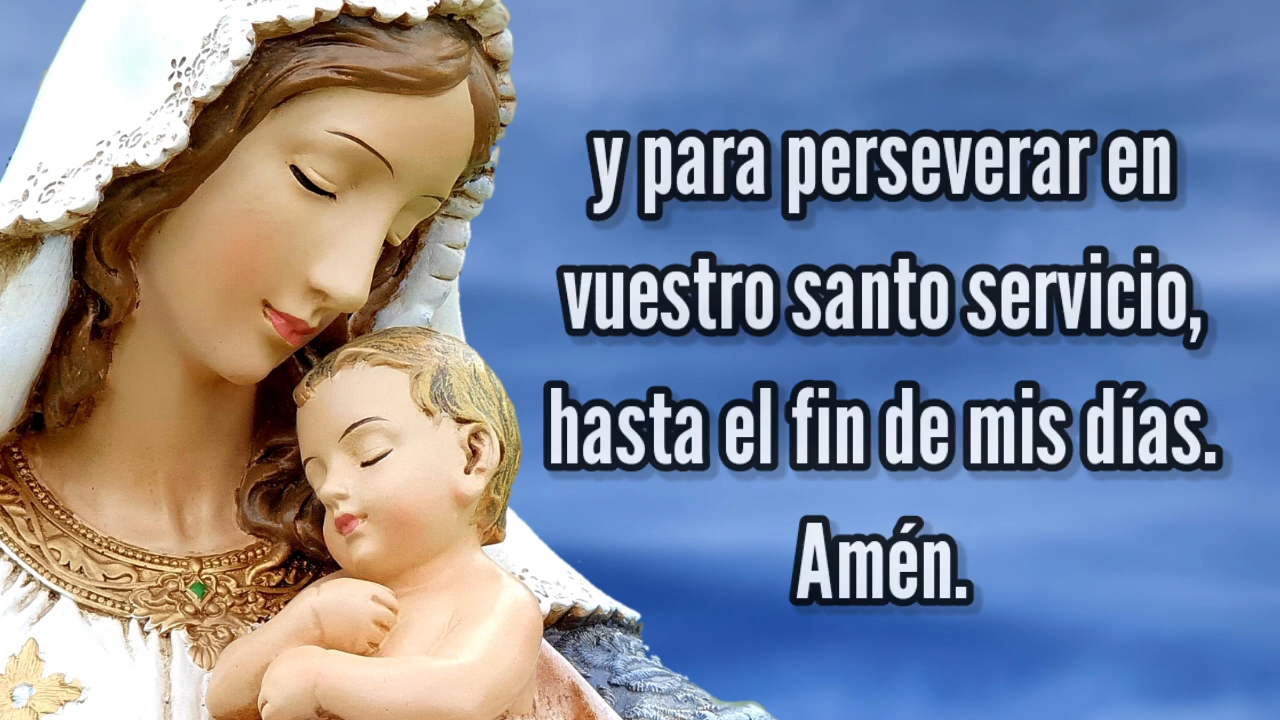 y para perseverar en
vuestro santo servicio,
hasta el fin de mis días.
Amén.